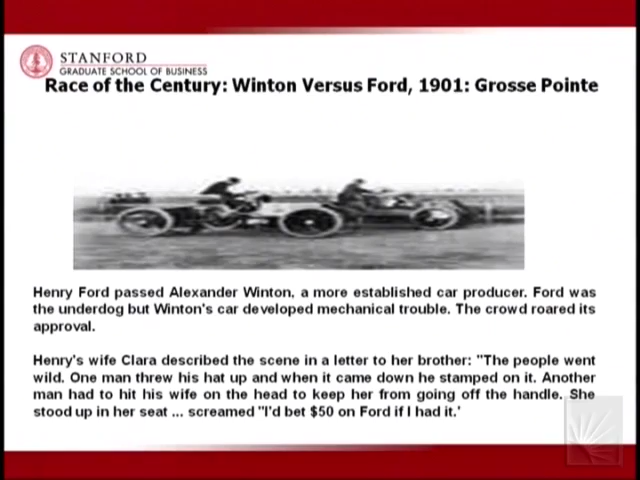 STANFORD
GRADUATE SCHOOL OF BUSINESS
Race of the Century: Winton Versus Ford, 1901: Grosse Pointe
Henry Ford passed Alexander Winton, a more established car producer. Ford was
the underdog but Winton's car developed mechanical trouble. The crowd roared its
approval.
Henry's wife Clara described the scene in a letter to her brother: "The people went
wild. One man threw his hat up and when it came down he stamped on it. Another
man had to hit his wife on the head to keep her from going off the handle. She
stood up in her seat ... screamed "I'd bet $50 on Ford if I had it.'